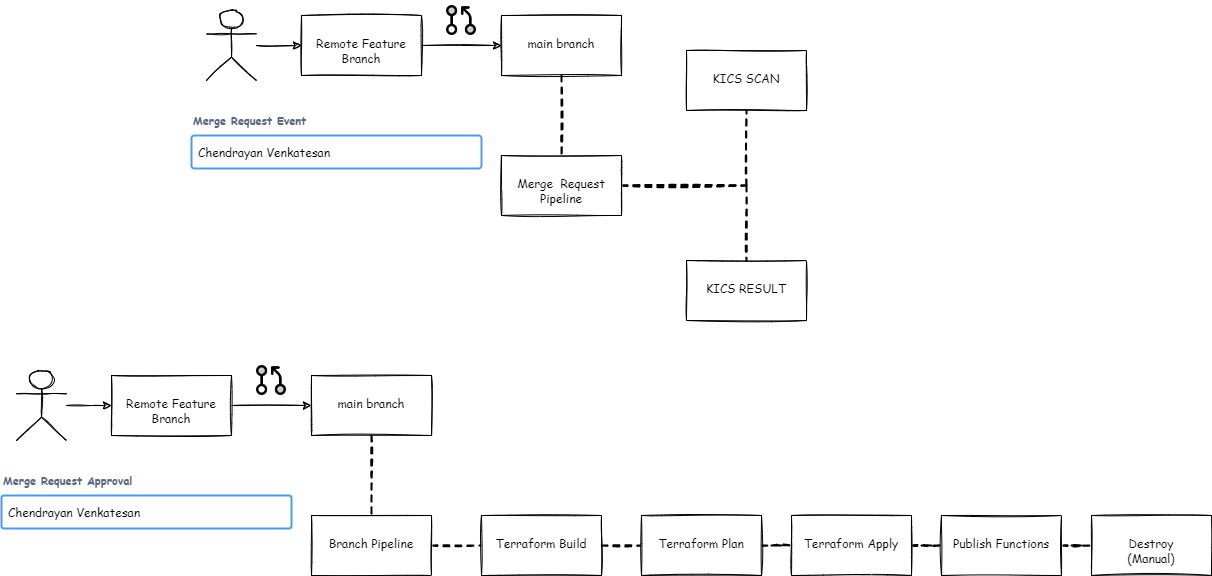 Remote Feature
Branch
main branch
KICS SCAN
Merge Request Event
Chendrayan Venkatesan
Merge  Request
Pipeline
KICS RESULT
Remote Feature
Branch
main branch
Merge Request Approval
Chendrayan Venkatesan
Branch Pipeline
Terraform Build
Terraform Plan
Terraform Apply
Publish Functions
Destroy
(Manual)